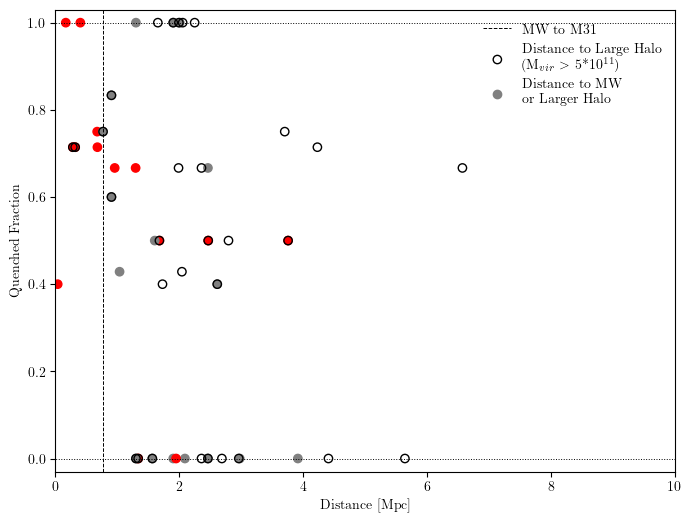 MW to M31
Distance to Large Halo
(M_vir > 5*10^11)
Distance to MW
or Larger Halo
1.0
0.8
0.6
0.4
0.2
0.0
Quenched Fraction
0 2 4 6 8 10
Distance [Mpc]